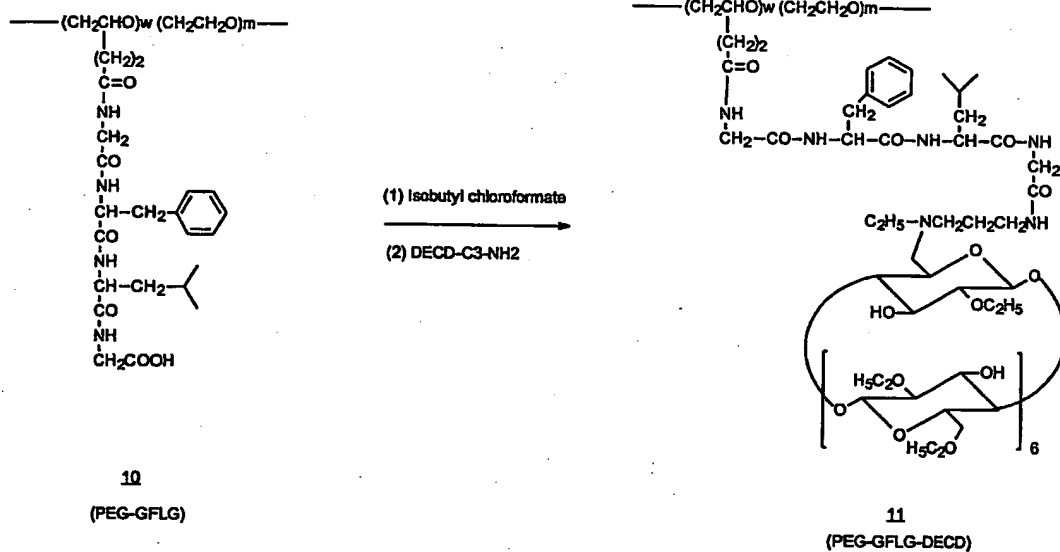 (CH2CHO)w (CH2CH2O)m
(CH2)2
C=O
NH
CH2
CO
NH
CH–CH2
CO
NH
CH
CO
NH
CH2COOH
10
(PEG-GFLG)
(1) Isobutyl chloroformate
(2) DECD-C3-NH2
(CH2CHO)w (CH2CH2O)m
(CH2)2
C=O
NH
CH2
CH2–CO–NH–CH–CO–NH–CH–CO–NH
CH2
CH2
CO
C2H5–NCH2CH2CH2NH
O
O
HO
OC2H5
H5C2O
OH
O
O
H5C2O
6
11
(PEG-GFLG-DECD)